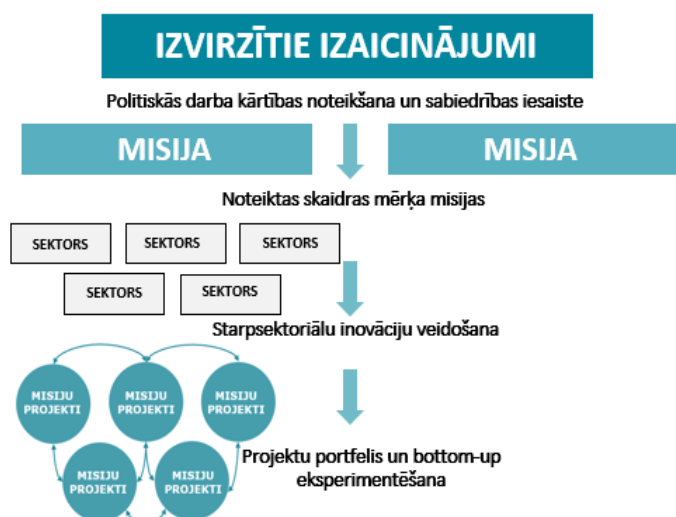 IZVIRZĪTIE IZAICINĀJUMI
Politiskās darba kārtības noteikšana un sabiedrības iesaiste
MISIJA
MISIJA
Noteiktas skaidras mērķa misijas
SEKTORS
SEKTORS
SEKTORS
SEKTORS
SEKTORS
Starpsektoriālu inovāciju veidošana
MISIJU
PROJEKTI
MISIJU
PROJEKTI
MISIJU
PROJEKTI
MISIJU
PROJEKTI
MISIJU
PROJEKTI
Projektu portfelis un bottom-up
eksperimentēšana